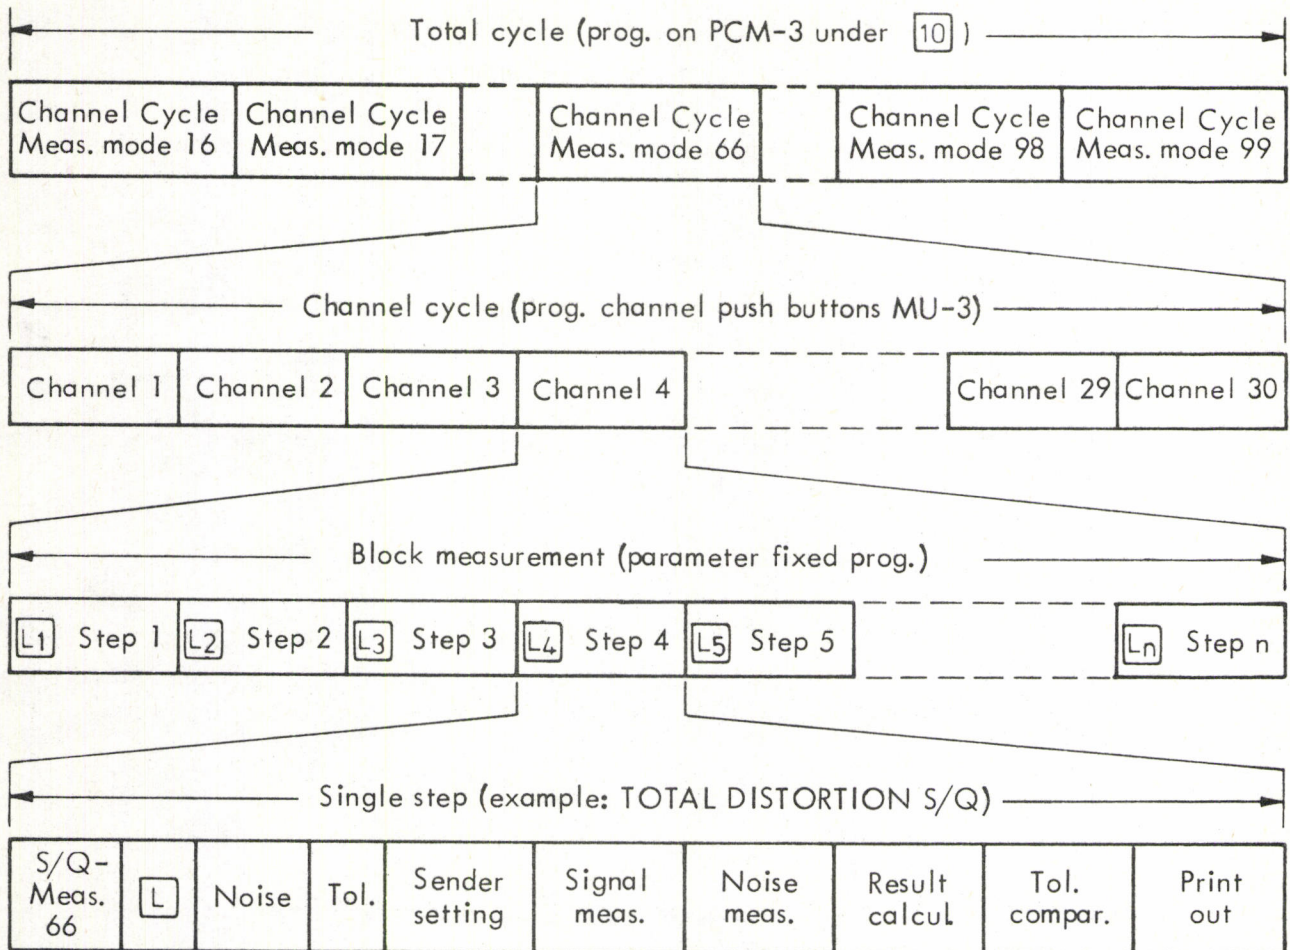 Total cycle (prog. on PCM-3 under 10 )
Channel Cycle
Meas. mode 16
Channel Cycle
Meas. mode 17
Channel Cycle
Meas. mode 66
Channel Cycle
Meas. mode 98
Channel Cycle
Meas. mode 99
Channel cycle (prog. channel push buttons MU-3)
Channel 1
Channel 2
Channel 3
Channel 4
Channel 29
Channel 30
Block measurement (parameter fixed prog.)
L1 Step 1
L2 Step 2
L3 Step 3
L4 Step 4
L5 Step 5
Ln Step n
Single step (example: TOTAL DISTORTION S/Q)
S/Q-
Meas.
66
L
Noise
Tol.
Sender
setting
Signal
meas.
Noise
meas.
Result
calcul.
Tol.
compar.
Print
out